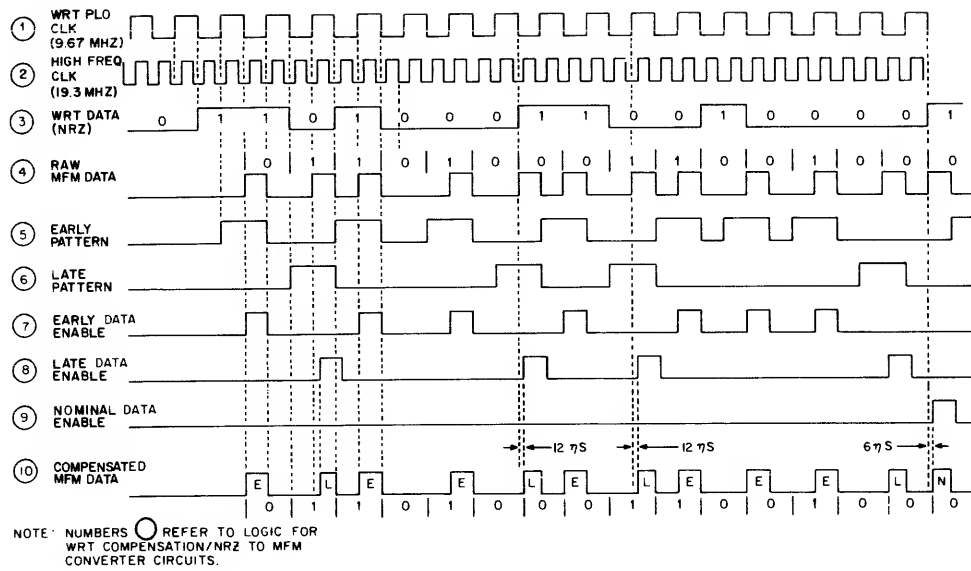 1 WRT PLO
CLK
(9.67 MHZ)
2 HIGH FREQ
CLK
(19.3 MHZ)
3 WRT DATA
(NRZ)
0 1 1 0 1 0 0 0 1 1 0 0 1 0 0 0 0 1
4 RAW
MFM DATA
0 1 1 0 1 0 0 0 1 1 0 0 1 0 0 0
5 EARLY
PATTERN
6 LATE
PATTERN
7 EARLY DATA
ENABLE
8 LATE DATA
ENABLE
9 NOMINAL DATA
ENABLE
12 ηS 12 ηS 6 ηS
10 COMPENSATED
MFM DATA
E L E E L E L E E E L N
0 1 1 0 1 0 0 0 1 1 0 0 1 0 0 0
NOTE: NUMBERS ◯ REFER TO LOGIC FOR
WRT COMPENSATION/NRZ TO MFM
CONVERTER CIRCUITS.